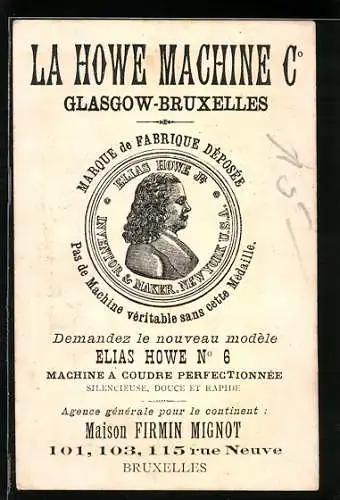 LA HOWE MACHINE Cº
GLASGOW-BRUXELLES
MARQUE de FABRIQUE DÉPOSÉE
ELIAS HOWE Jr
INVENTOR & MAKER. NEW YORK U.S.A.
Pas de Machine véritable sans cette Médaille.
Demandez le nouveau modèle
ELIAS HOWE Nº 6
MACHINE A COUDRE PERFECTIONNÉE
SILENCIEUSE, DOUCE ET RAPIDE
Agence générale pour le continent :
Maison FIRMIN MIGNOT
101, 103, 115 rue Neuve
BRUXELLES